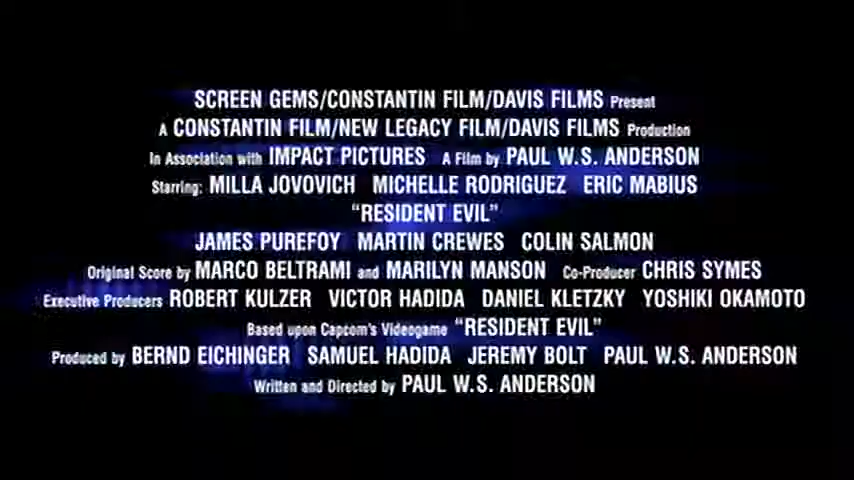 SCREEN GEMS/CONSTANTIN FILM/DAVIS FILMS Present
A CONSTANTIN FILM/NEW LEGACY FILM/DAVIS FILMS Production
In Association with IMPACT PICTURES A Film by PAUL W.S. ANDERSON
Starring: MILLA JOVOVICH MICHELLE RODRIGUEZ ERIC MABIUS
"RESIDENT EVIL"
JAMES PUREFOY MARTIN CREWES COLIN SALMON
Original Score by MARCO BELTRAMI and MARILYN MANSON Co-Producer CHRIS SYMES
Executive Producers ROBERT KULZER VICTOR HADIDA DANIEL KLETZKY YOSHIKI OKAMOTO
Based upon Capcom's Videogame "RESIDENT EVIL"
Produced by BERND EICHINGER SAMUEL HADIDA JEREMY BOLT PAUL W.S. ANDERSON
Written and Directed by PAUL W.S. ANDERSON